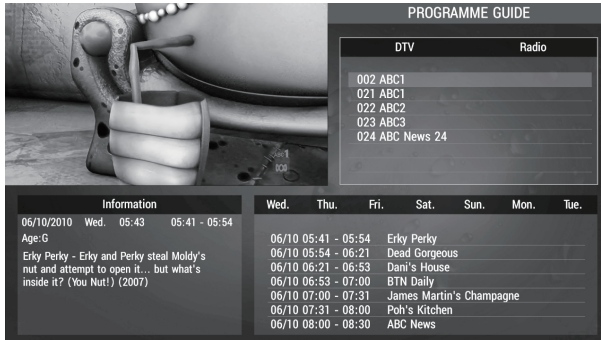 PROGRAMME GUIDE
DTV Radio
002 ABC1
021 ABC1
022 ABC2
023 ABC3
024 ABC News 24
Information
06/10/2010 Wed. 05:43 05:41 - 05:54
Age:G
Erky Perky - Erky and Perky steal Moldy's
nut and attempt to open it... but what's
inside it? (You Nut!) (2007)
Wed. Thu. Fri. Sat. Sun. Mon. Tue.
06/10 05:41 - 05:54 Erky Perky
06/10 05:54 - 06:21 Dead Gorgeous
06/10 06:21 - 06:53 Dani's House
06/10 06:53 - 07:00 BTN Daily
06/10 07:00 - 07:31 James Martin's Champagne
06/10 07:31 - 08:00 Poh's Kitchen
06/10 08:00 - 08:30 ABC News